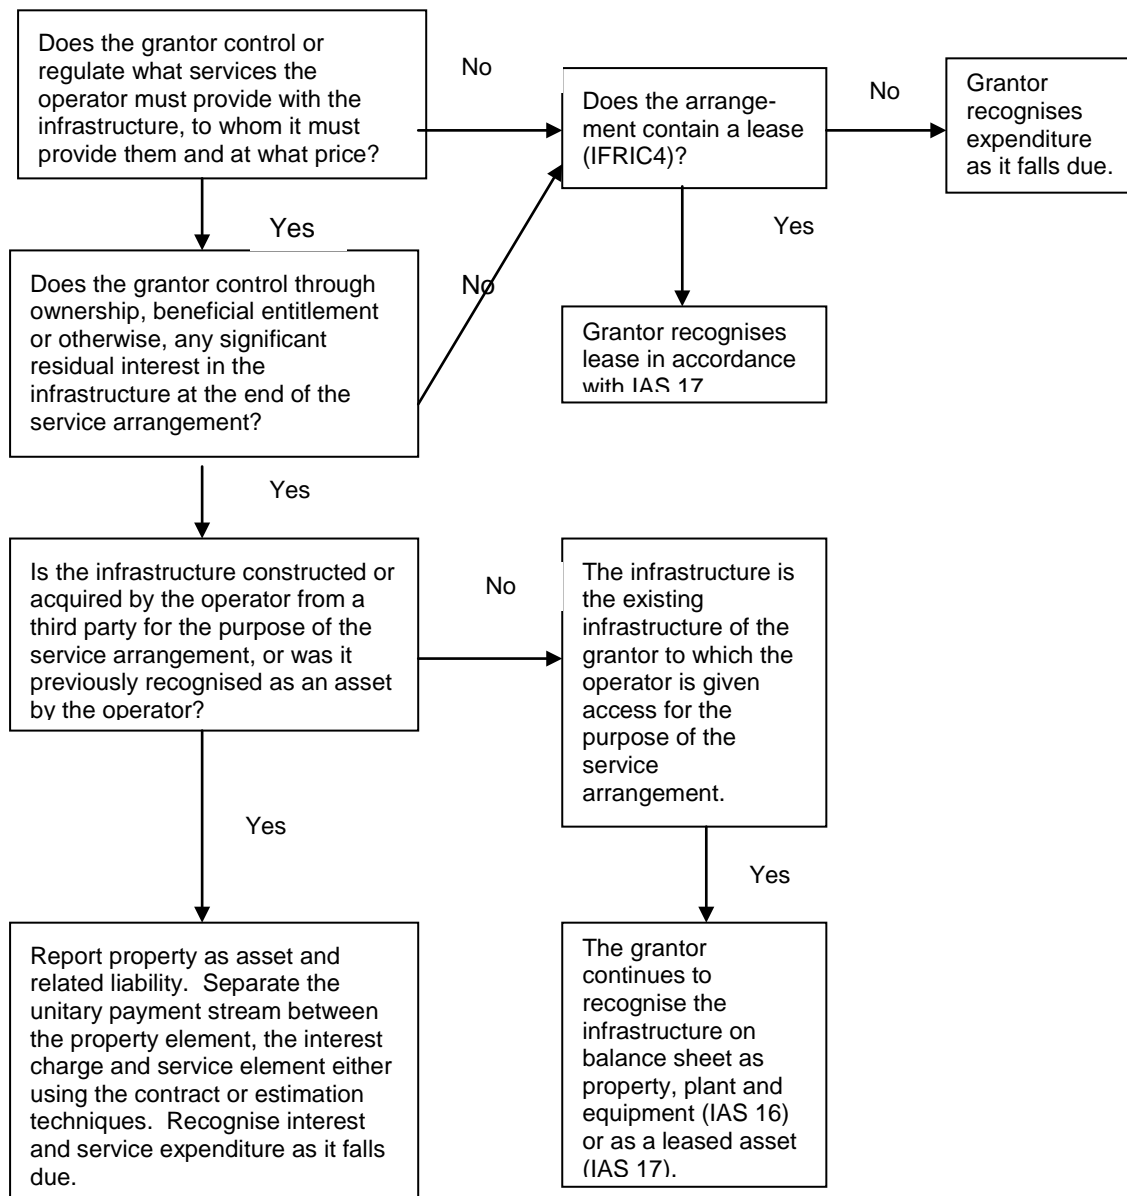 Does the grantor control or
regulate what services the
operator must provide with the
infrastructure, to whom it must
provide them and at what price?
No
Does the arrange-
ment contain a lease
(IFRIC4)?
No
Grantor
recognises
expenditure
as it falls due.
Yes
Yes
Does the grantor control through
ownership, beneficial entitlement
or otherwise, any significant
residual interest in the
infrastructure at the end of the
service arrangement?
No
Grantor recognises
lease in accordance
with IAS 17
Yes
Is the infrastructure constructed or
acquired by the operator from a
third party for the purpose of the
service arrangement, or was it
previously recognised as an asset
by the operator?
No
The infrastructure is
the existing
infrastructure of the
grantor to which the
operator is given
access for the
purpose of the
service
arrangement.
Yes
Yes
Report property as asset and
related liability. Separate the
unitary payment stream between
the property element, the interest
charge and service element either
using the contract or estimation
techniques. Recognise interest
and service expenditure as it falls
due.
The grantor
continues to
recognise the
infrastructure on
balance sheet as
property, plant and
equipment (IAS 16)
or as a leased asset
(IAS 17).